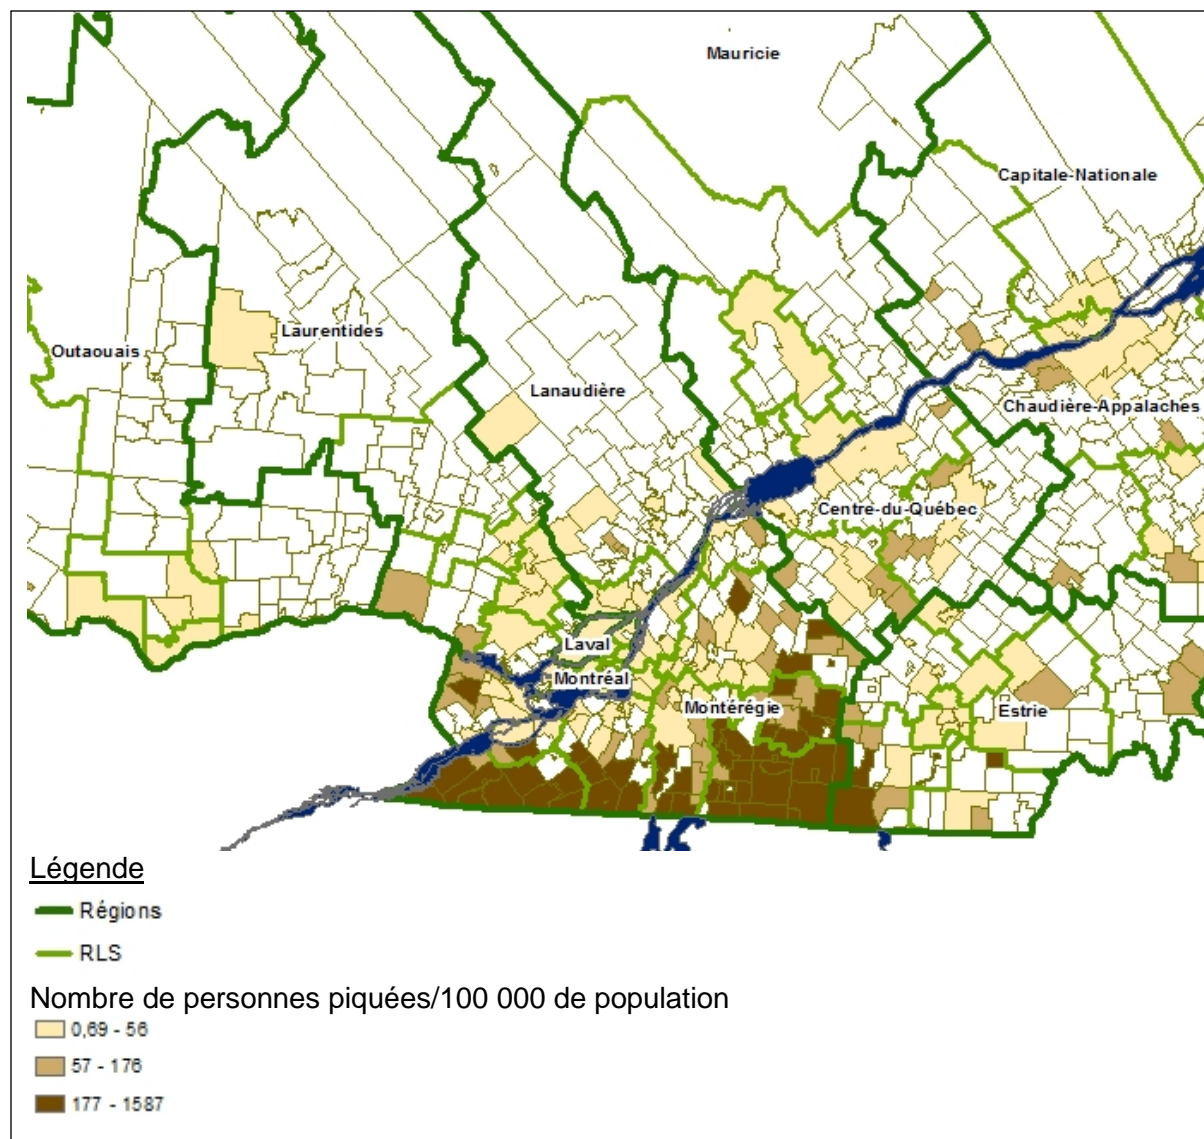 Mauricie
Capitale-Nationale
Laurentides
Outaouais
Lanaudière
Chaudière-Appalaches
Centre-du-Québec
Laval
Montréal
Montérégie
Estrie
Légende
Régions
RLS
Nombre de personnes piquées/100 000 de population
0,69 - 56
57 - 176
177 - 1587